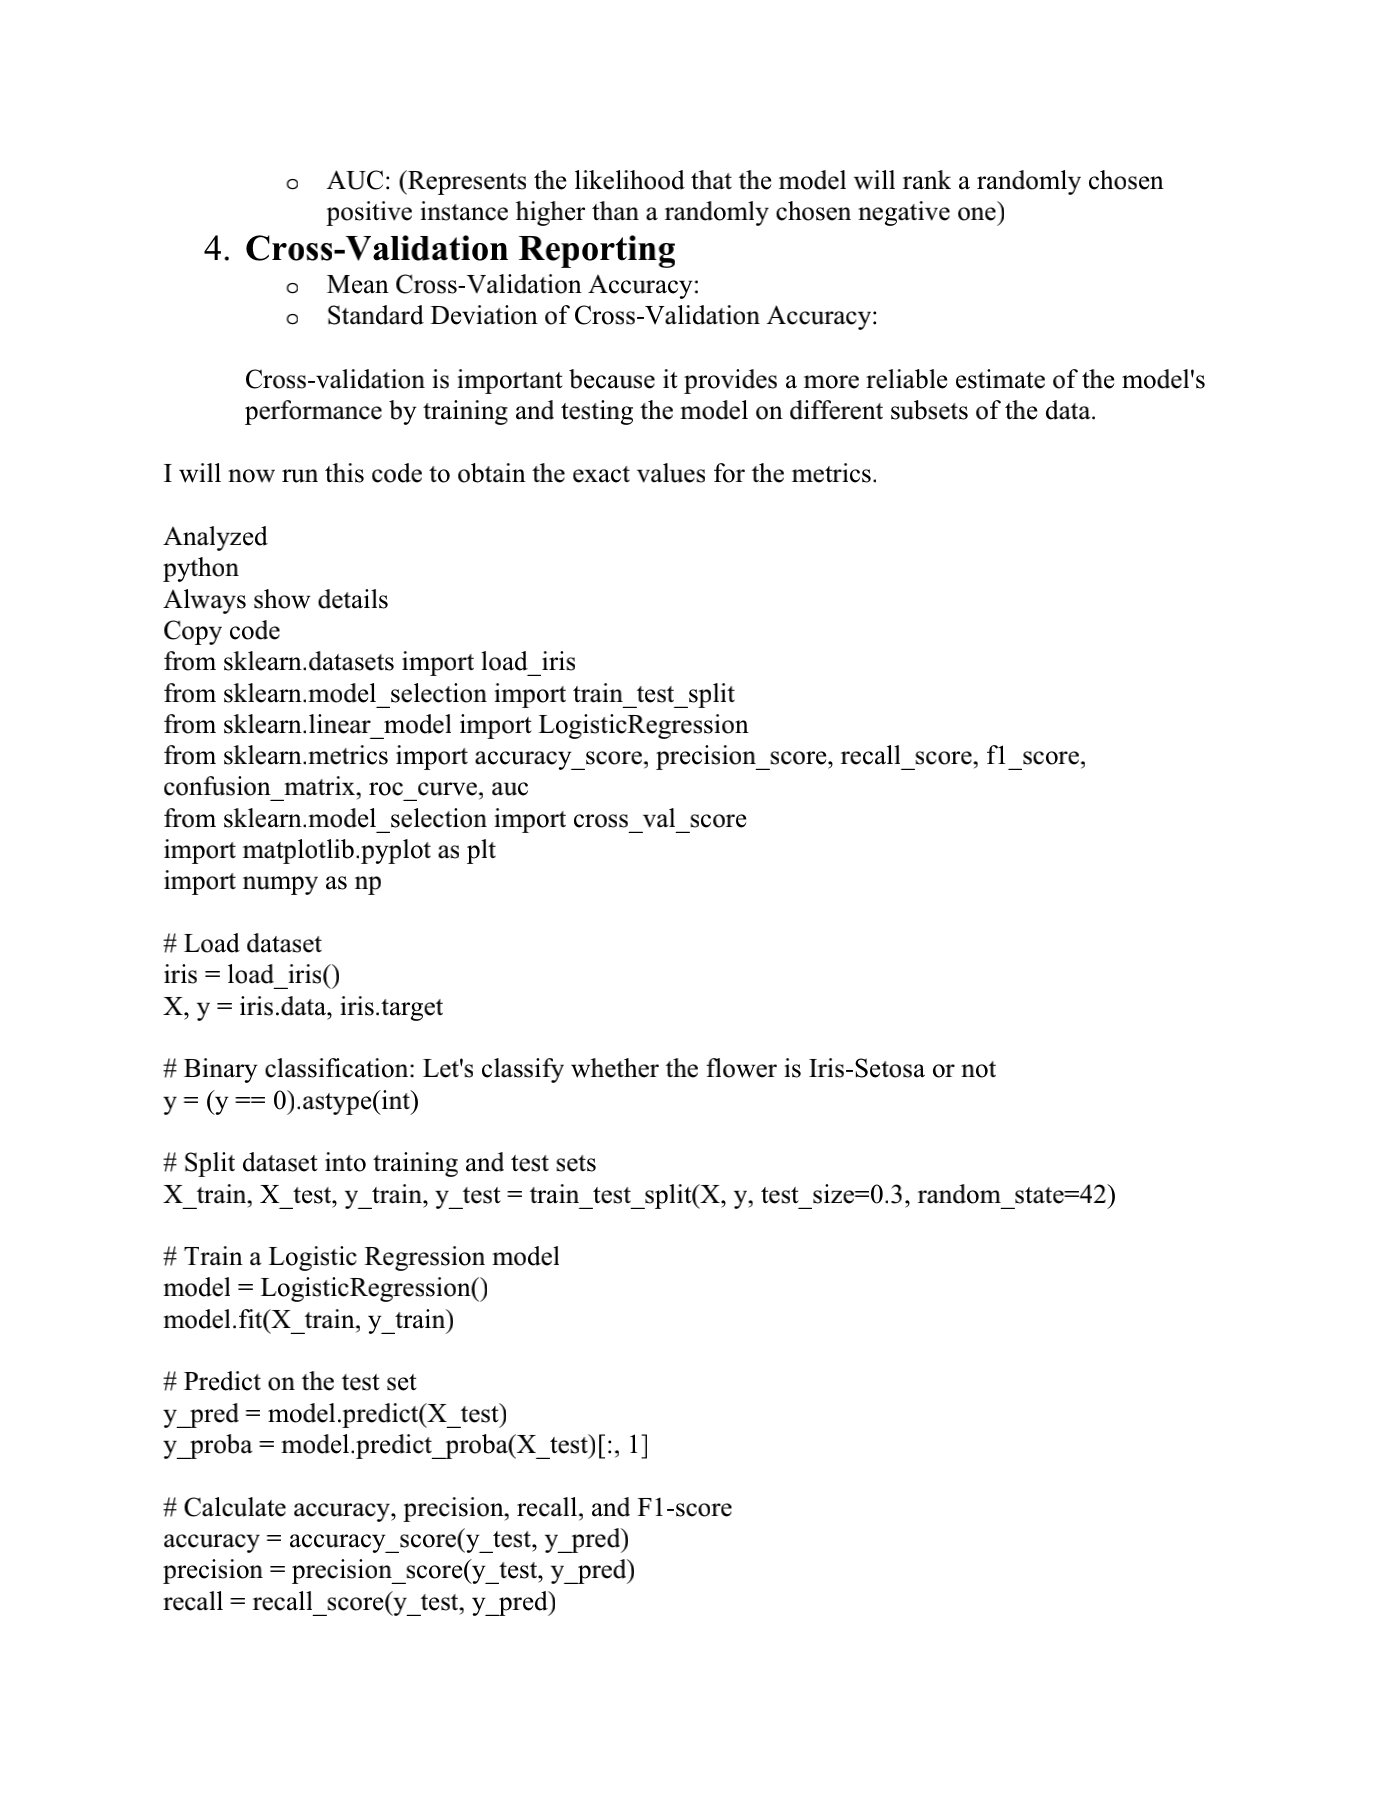 o AUC: (Represents the likelihood that the model will rank a randomly chosen
positive instance higher than a randomly chosen negative one)
4. Cross-Validation Reporting
o Mean Cross-Validation Accuracy:
o Standard Deviation of Cross-Validation Accuracy:
Cross-validation is important because it provides a more reliable estimate of the model's
performance by training and testing the model on different subsets of the data.
I will now run this code to obtain the exact values for the metrics.
Analyzed
python
Always show details
Copy code
from sklearn.datasets import load_iris
from sklearn.model_selection import train_test_split
from sklearn.linear_model import LogisticRegression
from sklearn.metrics import accuracy_score, precision_score, recall_score, f1_score,
confusion_matrix, roc_curve, auc
from sklearn.model_selection import cross_val_score
import matplotlib.pyplot as plt
import numpy as np
# Load dataset
iris = load_iris()
X, y = iris.data, iris.target
# Binary classification: Let's classify whether the flower is Iris-Setosa or not
y = (y == 0).astype(int)
# Split dataset into training and test sets
X_train, X_test, y_train, y_test = train_test_split(X, y, test_size=0.3, random_state=42)
# Train a Logistic Regression model
model = LogisticRegression()
model.fit(X_train, y_train)
# Predict on the test set
y_pred = model.predict(X_test)
y_proba = model.predict_proba(X_test)[:, 1]
# Calculate accuracy, precision, recall, and F1-score
accuracy = accuracy_score(y_test, y_pred)
precision = precision_score(y_test, y_pred)
recall = recall_score(y_test, y_pred)